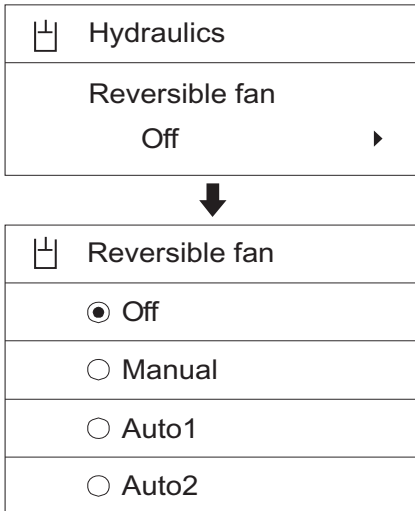 Hydraulics
Reversible fan
Off
Reversible fan
Off
Manual
Auto1
Auto2